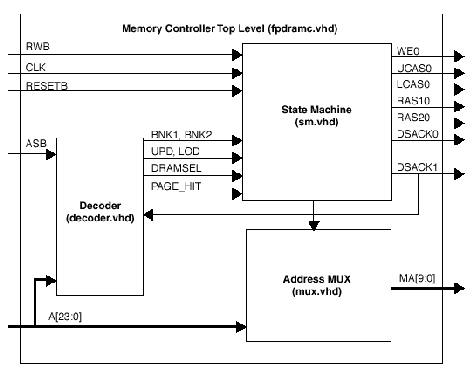 Memory Controller Top Level (fpdramc.vhd)
RWB
CLK
RESETB
ASB
State Machine
(sm.vhd)
WE0
UCAS0
LCAS0
RAS10
RAS20
DSACK0
DSACK1
BNK1, BNK2
UPD, LOD
DRAMSEL
PAGE_HIT
Decoder
(decoder.vhd)
Address MUX
(mux.vhd)
MA[9:0]
A[23:0]